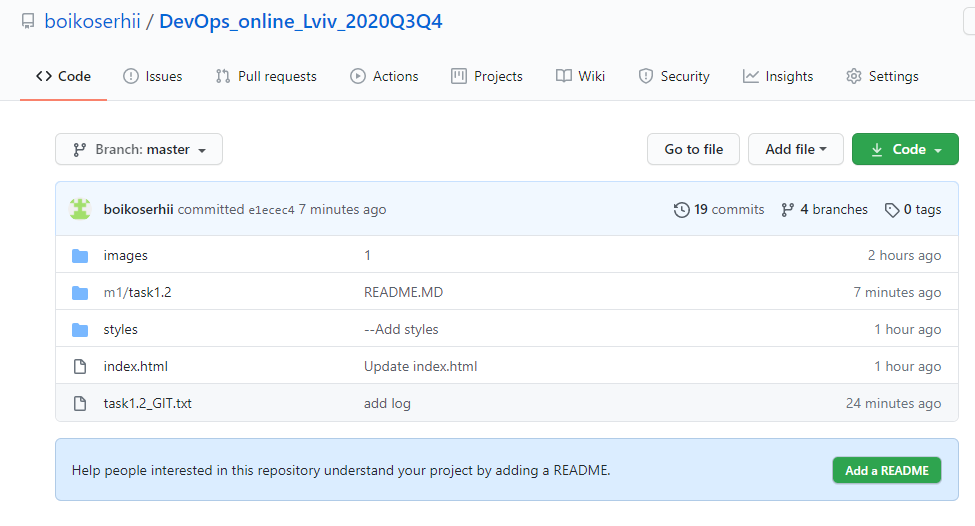 boikoserhii / DevOps_online_Lviv_2020Q3Q4
Code Issues Pull requests Actions Projects Wiki Security Insights Settings
Branch: master Go to file Add file Code
boikoserhii committed e1ecec4 7 minutes ago 19 commits 4 branches 0 tags
images 1 2 hours ago
m1/task1.2 README.MD 7 minutes ago
styles --Add styles 1 hour ago
index.html Update index.html 1 hour ago
task1.2_GIT.txt add log 24 minutes ago
Help people interested in this repository understand your project by adding a README. Add a README